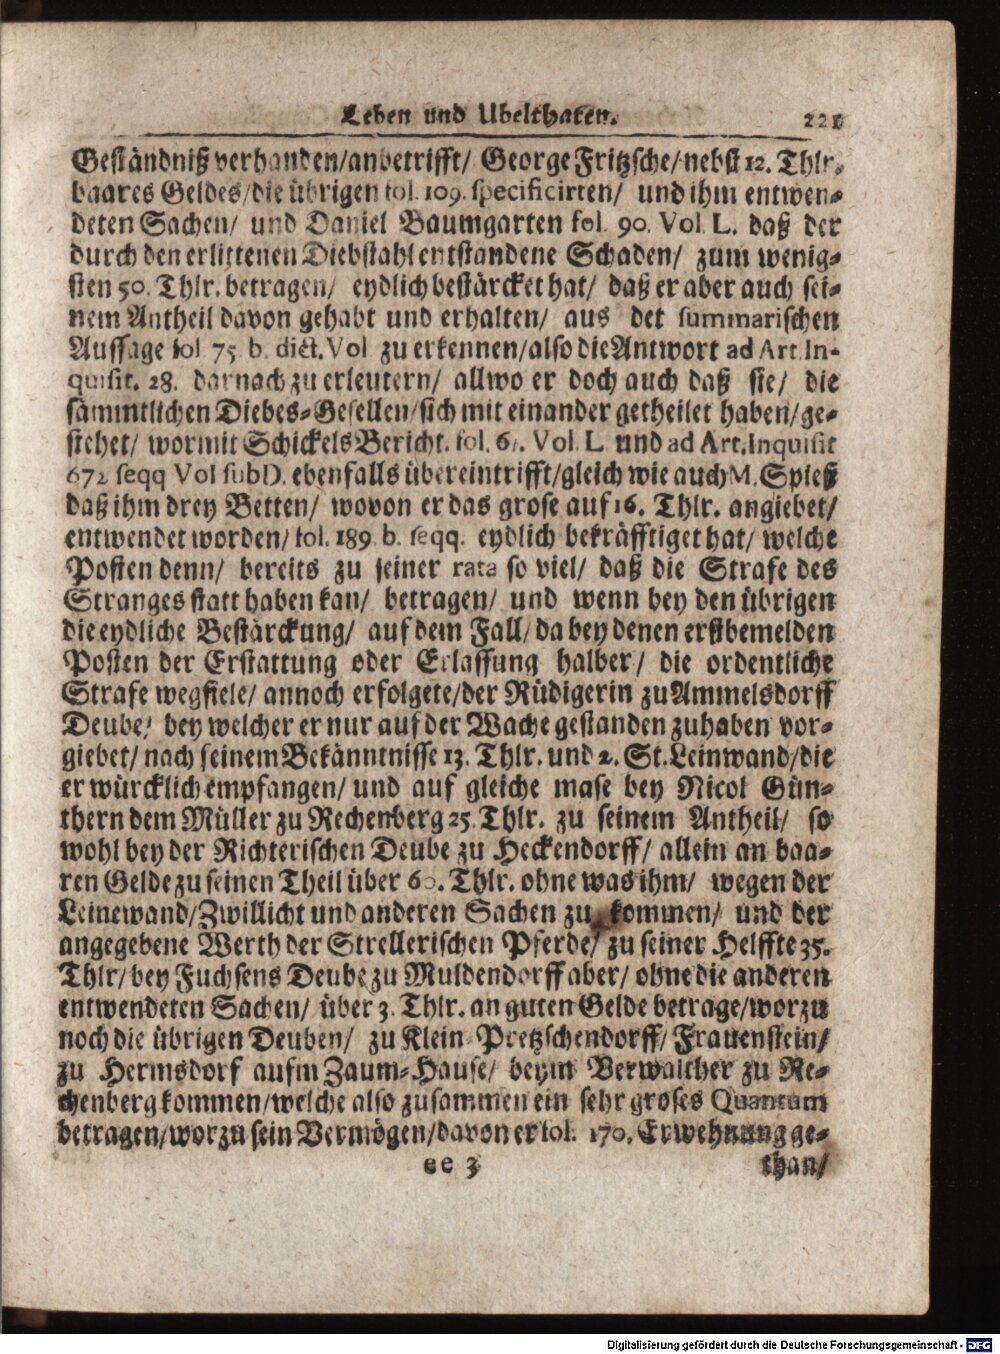 Leben und Ubelthaten. 221
Geständniß verhanden/anbetrifft/ George Fritzsche/nebst 12. Thlr.
baares Geldes/die übrigen fol. 109. specificirten/ und ihm entwen-
deten Sachen/ und Daniel Baumgarten fol. 90. Vol. L. daß der
durch den erlittenen Diebstahl entstandene Schaden/ zum wenig-
sten 50. Thlr. betragen/ eydlich bestärcket hat/ daß er aber auch sei-
nem Antheil davon gehabt und erhalten/ aus det summarischen
Aussage fol 75 b. dict. Vol zu erkennen/also die Antwort ad Art. In-
quisit. 28. darnach zu erleutern/ allwo er doch auch daß sie/ die
sämmtlichen Diebes-Gesellen/sich mit einander getheilet haben/ge-
stehet/ wormit Schickels Bericht. fol. 61. Vol. L. und ad Art. Inquisit
672 seqq Vol sub D. ebenfalls übereintrifft/gleich wie auch M. Spieß
daß ihm drey Betten/ wovon er das grose auf 16. Thlr. angiebet/
entwendet worden/ fol. 189. b. seqq. eydlich bekräfftiget hat/ welche
Posten denn/ bereits zu seiner rata so viel/ daß die Strafe des
Stranges statt haben kan/ betragen/ und wenn bey den übrigen
die eydliche Bestärckung/ auf dem Fall/ da bey denen erstbemelden
Posten der Erstattung oder Erlassung halber/ die ordentliche
Strafe wegfiele/ annoch erfolgete/der Rüdigerin zu Ammelsdorff
Deube/ bey welcher er nur auf der Wache gestanden zuhaben vor-
giebet/ nach seinem Bekänntnisse 13. Thlr. und 2. St. Leinwand/die
er würcklich empfangen/ und auf gleiche mase bey Nicol Gün-
thern dem Müller zu Rechenberg 25. Thlr. zu seinem Antheil/ so
wohl bey der Richterischen Deube zu Heckendorff/ allein an baa-
ren Gelde zu seinen Theil über 60. Thlr. ohne was ihm/ wegen der
Leinewand/Zwillicht und anderen Sachen zu kommen/ und der
angegebene Werth der Strellerischen Pferde/ zu seiner Helffte 35.
Thlr/ bey Fuchsens Deube zu Muldendorff aber/ ohne die anderen
entwendeten Sachen/ über 3. Thlr. an guten Gelde betrage/worzu
noch die übrigen Deuben/ zu Klein Pretzschendorff/ Frauenstein/
zu Hermsdorf aufm Zaum-Hause/ beym Verwalther zu Re-
chenberg kommen/welche also zusammen ein sehr groses Quantum
betragen/worzu sein Vermögen/davon er fol. 170. Erwehnung ge-
ee 3 than/
Digitalisierung gefördert durch die Deutsche Forschungsgemeinschaft - DFG